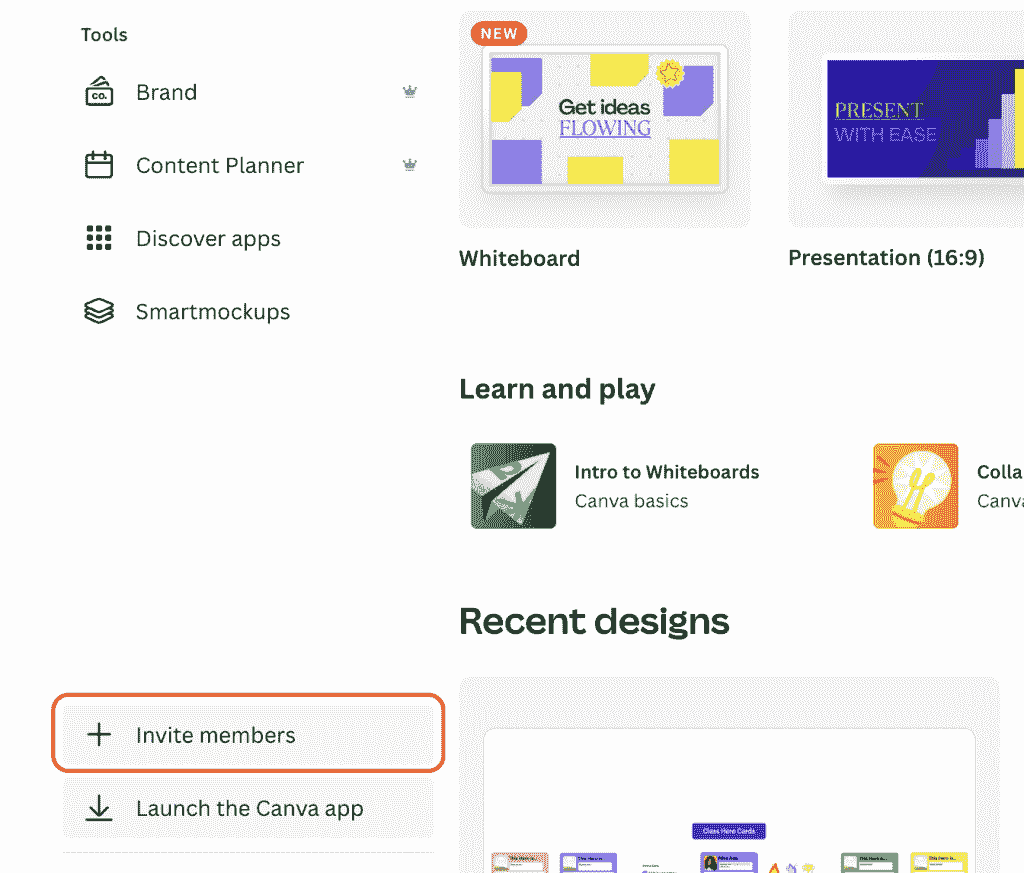 Tools
co.
Brand
Content Planner
Discover apps
Smartmockups
Invite members
Launch the Canva app
NEW
Get ideas
FLOWING
Whiteboard
PRESENT
WITH EASE
Presentation (16:9)
Learn and play
Intro to Whiteboards
Canva basics
Colla
Canva
Recent designs
Class Hero Cards